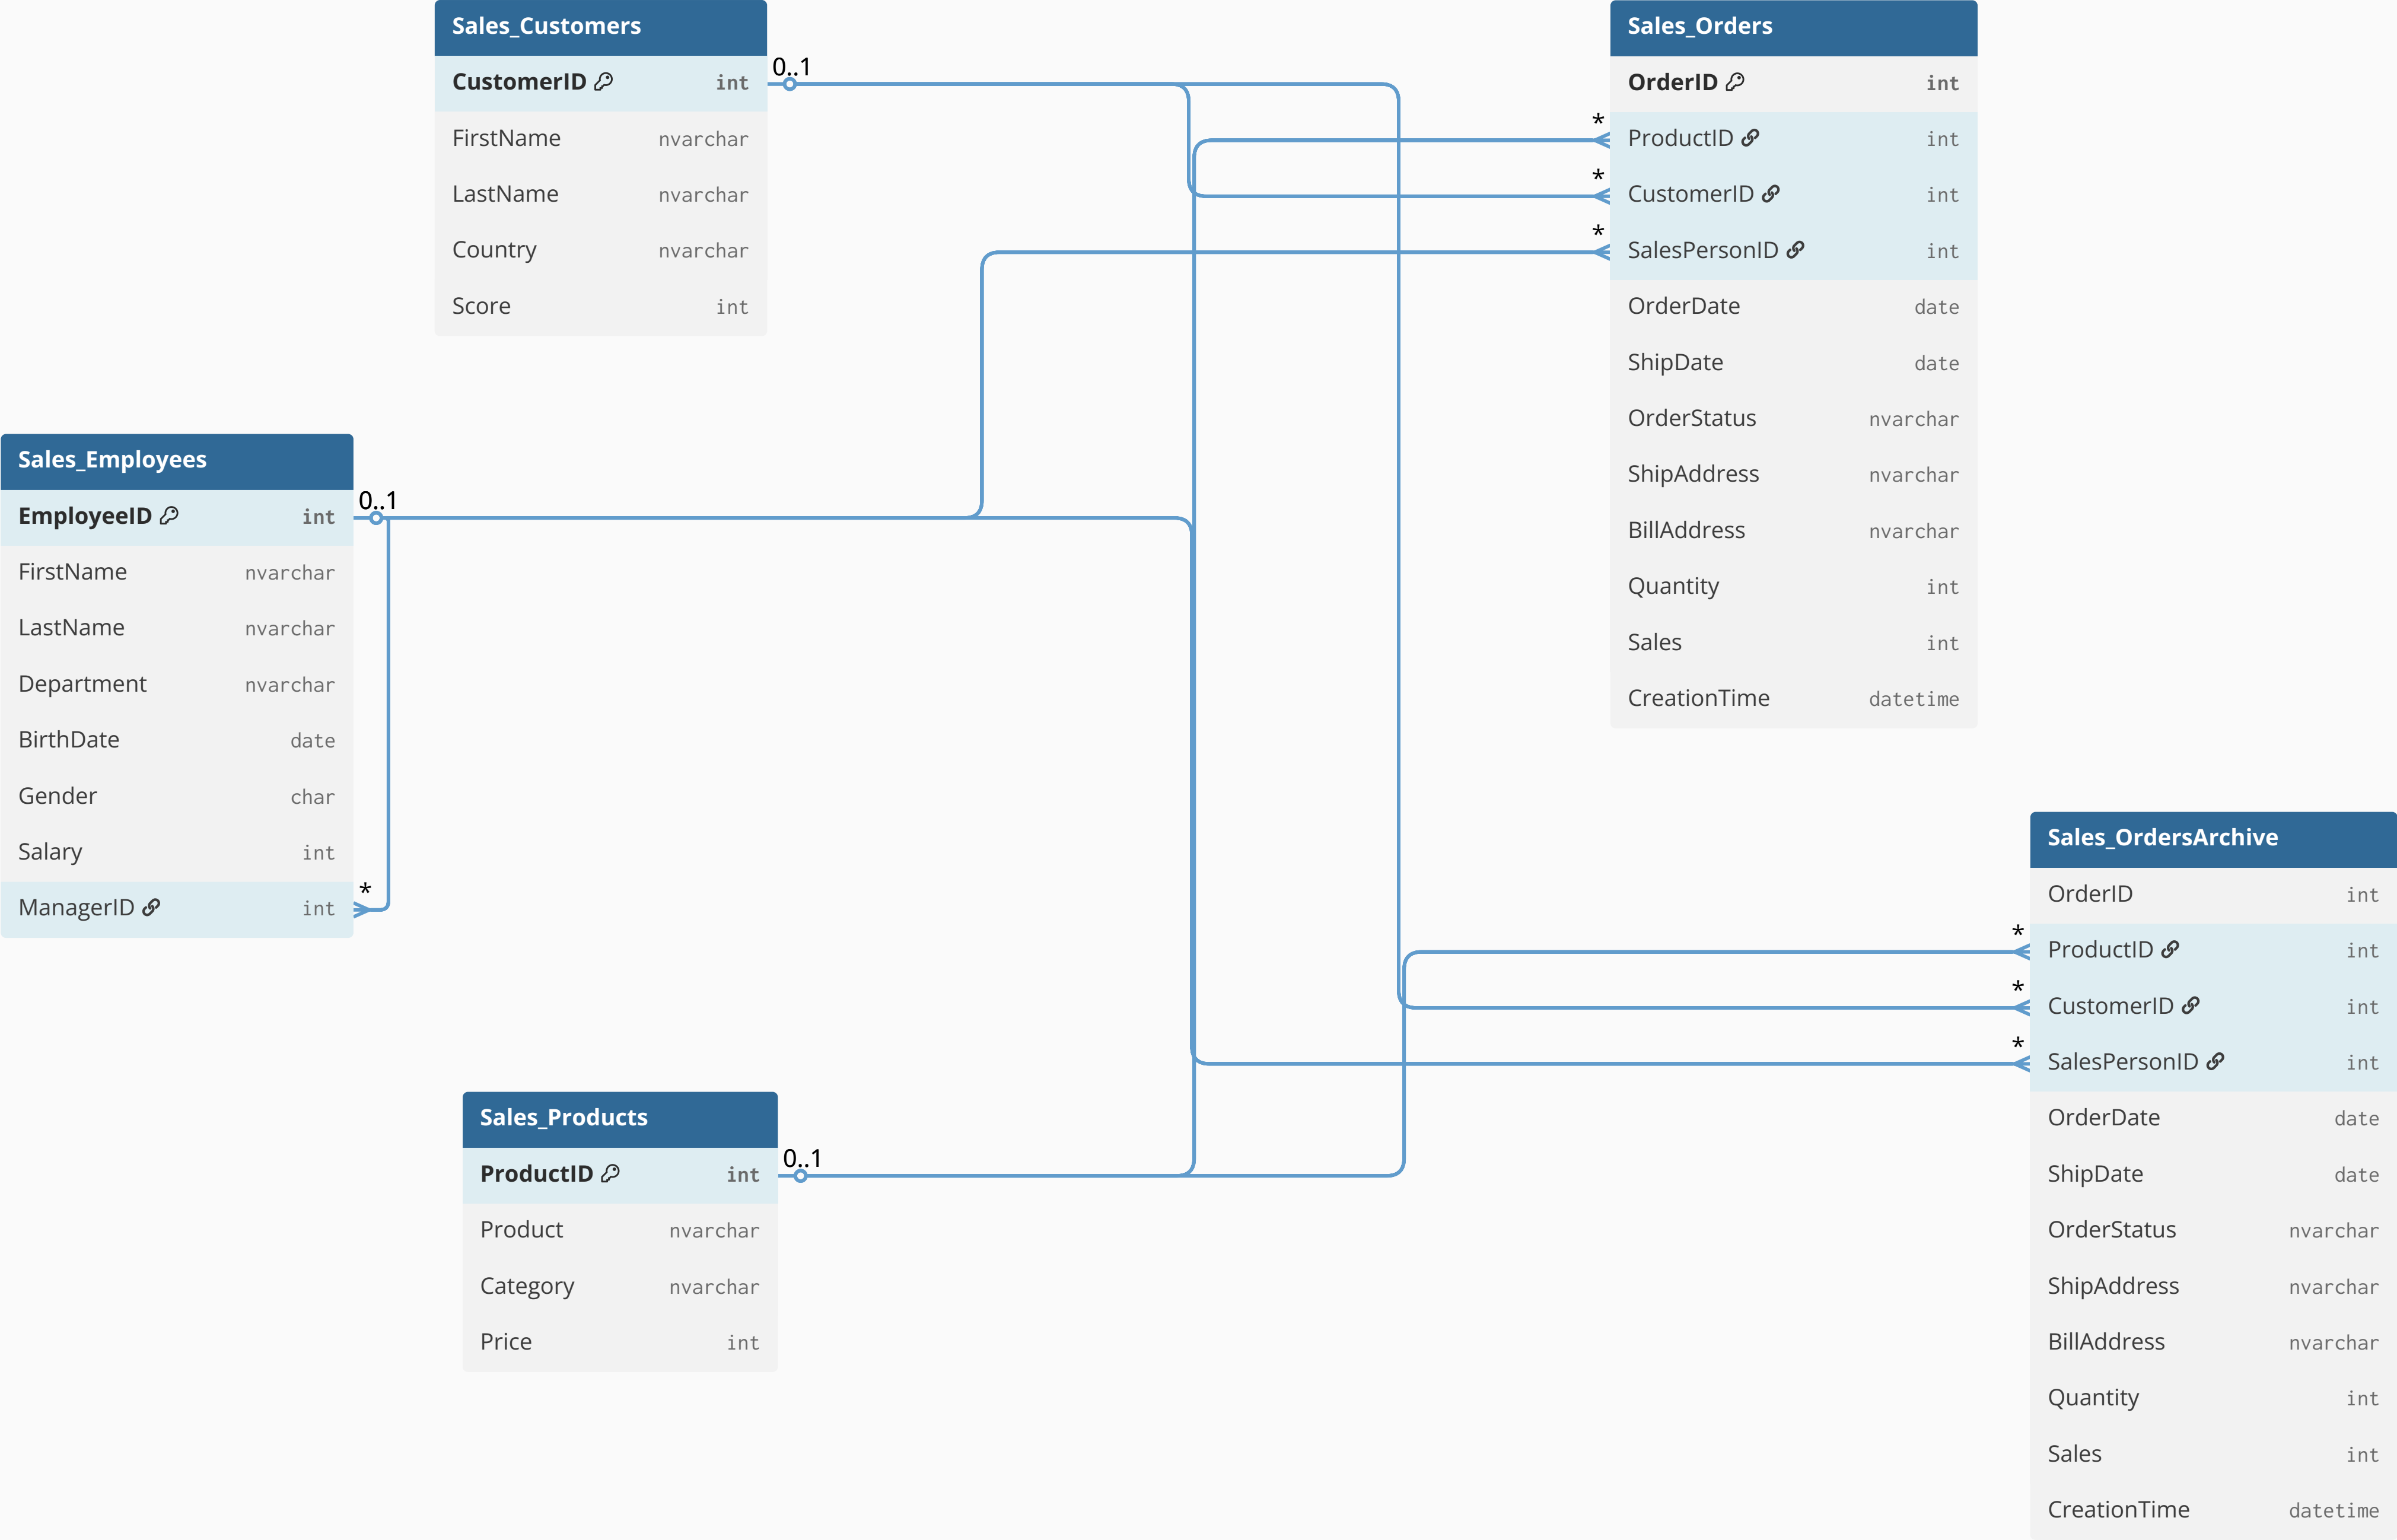 Sales_Customers
CustomerID int
FirstName nvarchar
LastName nvarchar
Country nvarchar
Score int
0..1
Sales_Orders
OrderID int
* ProductID int
* CustomerID int
* SalesPersonID int
OrderDate date
ShipDate date
OrderStatus nvarchar
ShipAddress nvarchar
BillAddress nvarchar
Quantity int
Sales int
CreationTime datetime
Sales_Employees
EmployeeID int
0..1
FirstName nvarchar
LastName nvarchar
Department nvarchar
BirthDate date
Gender char
Salary int
ManagerID int
*
Sales_OrdersArchive
OrderID int
* ProductID int
* CustomerID int
* SalesPersonID int
OrderDate date
ShipDate date
OrderStatus nvarchar
ShipAddress nvarchar
BillAddress nvarchar
Quantity int
Sales int
CreationTime datetime
Sales_Products
ProductID int
0..1
Product nvarchar
Category nvarchar
Price int